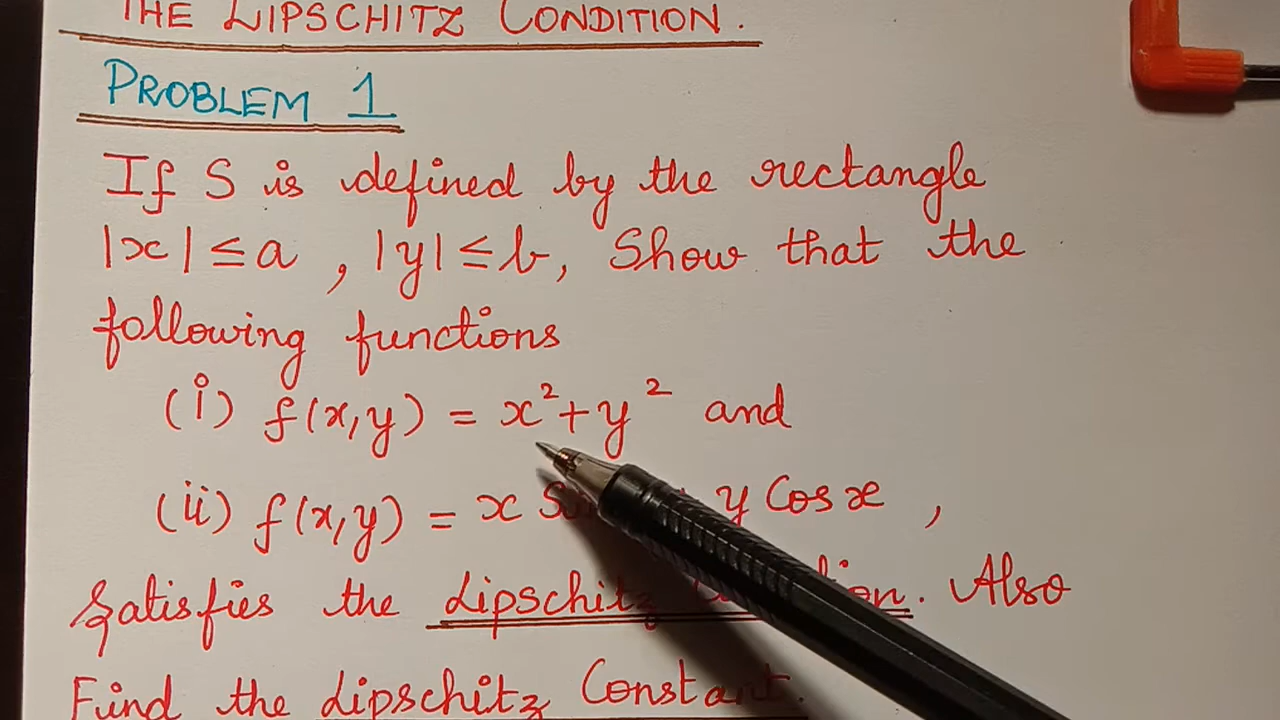 THE LIPSCHITZ CONDITION.
PROBLEM 1
If S is defined by the rectangle
|x| ≤ a , |y| ≤ b, Show that the
following functions
(i) f(x,y) = x² + y² and
(ii) f(x,y) = x y Cos x ,
Satisfies the Lipschitz . Also
Find the Lipschitz Constant.